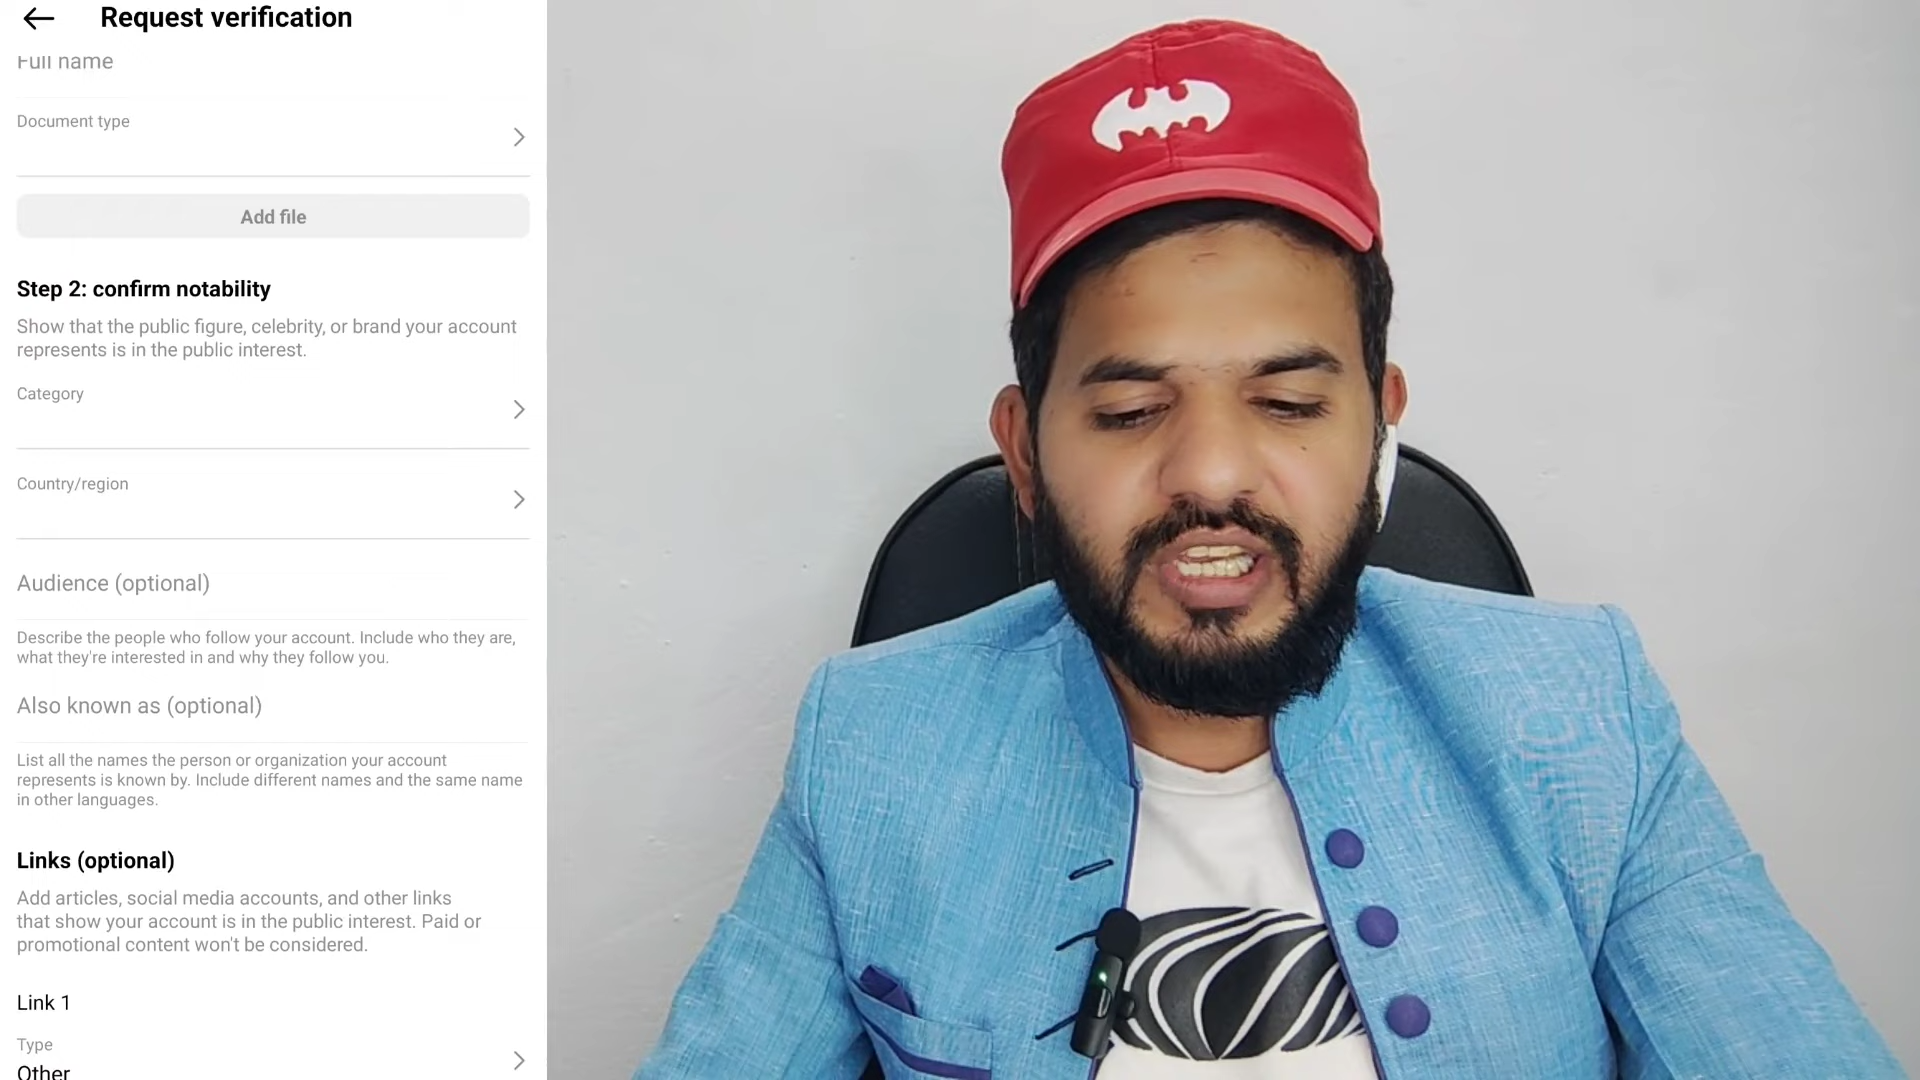 Request verification
Full name
Document type
Add file
Step 2: confirm notability
Show that the public figure, celebrity, or brand your account
represents is in the public interest.
Category
Country/region
Audience (optional)
Describe the people who follow your account. Include who they are,
what they're interested in and why they follow you.
Also known as (optional)
List all the names the person or organization your account
represents is known by. Include different names and the same name
in other languages.
Links (optional)
Add articles, social media accounts, and other links
that show your account is in the public interest. Paid or
promotional content won't be considered.
Link 1
Type
Other